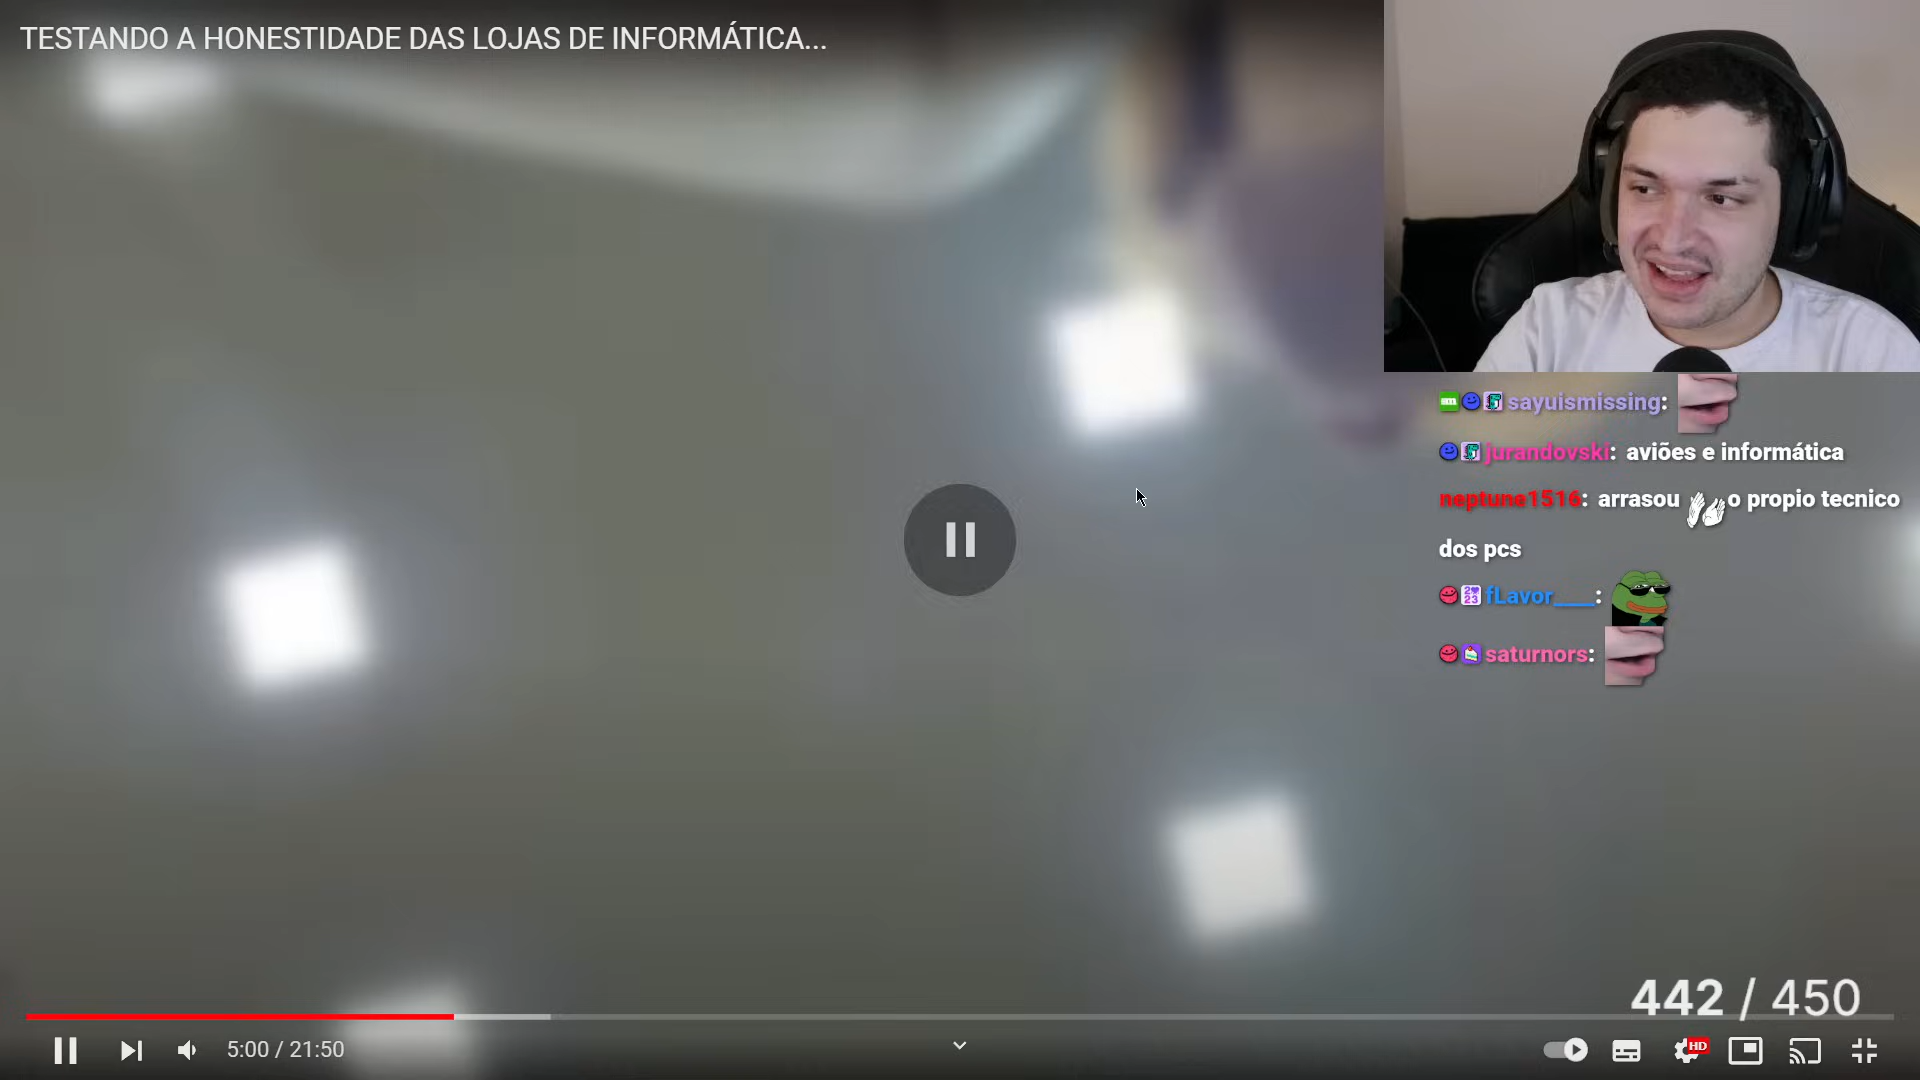 TESTANDO A HONESTIDADE DAS LOJAS DE INFORMÁTICA...
sayuismissing:
jurandovski: aviões e informática
neptune1516: arrasou o propio tecnico
dos pcs
fLavor____:
saturnors:
442 / 450
5:00 / 21:50
HD